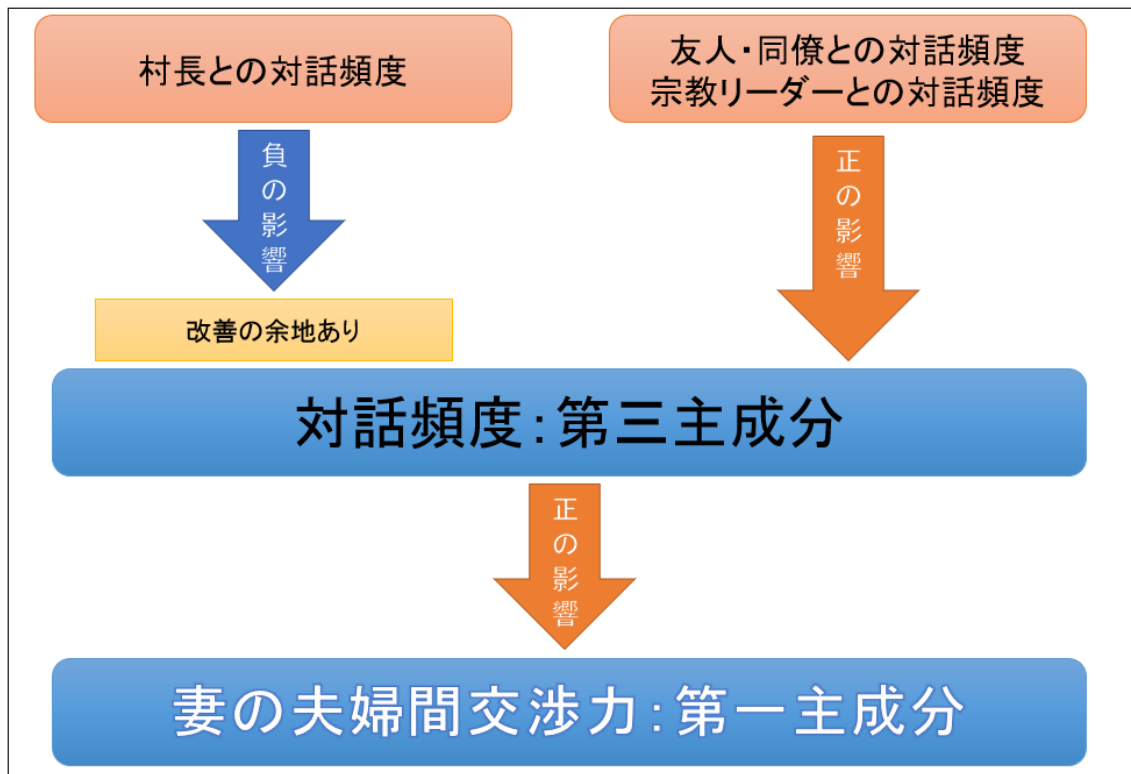 村長との対話頻度
友人・同僚との対話頻度
宗教リーダーとの対話頻度
負の影響
正の影響
改善の余地あり
対話頻度:第三主成分
正の影響
妻の夫婦間交渉力:第一主成分